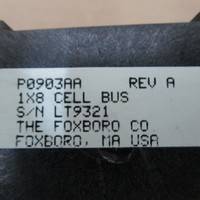 P0903AA REV A
1X8 CELL BUS
S/N LT9321
THE FOXBORO CO
FOXBORO, MA USA